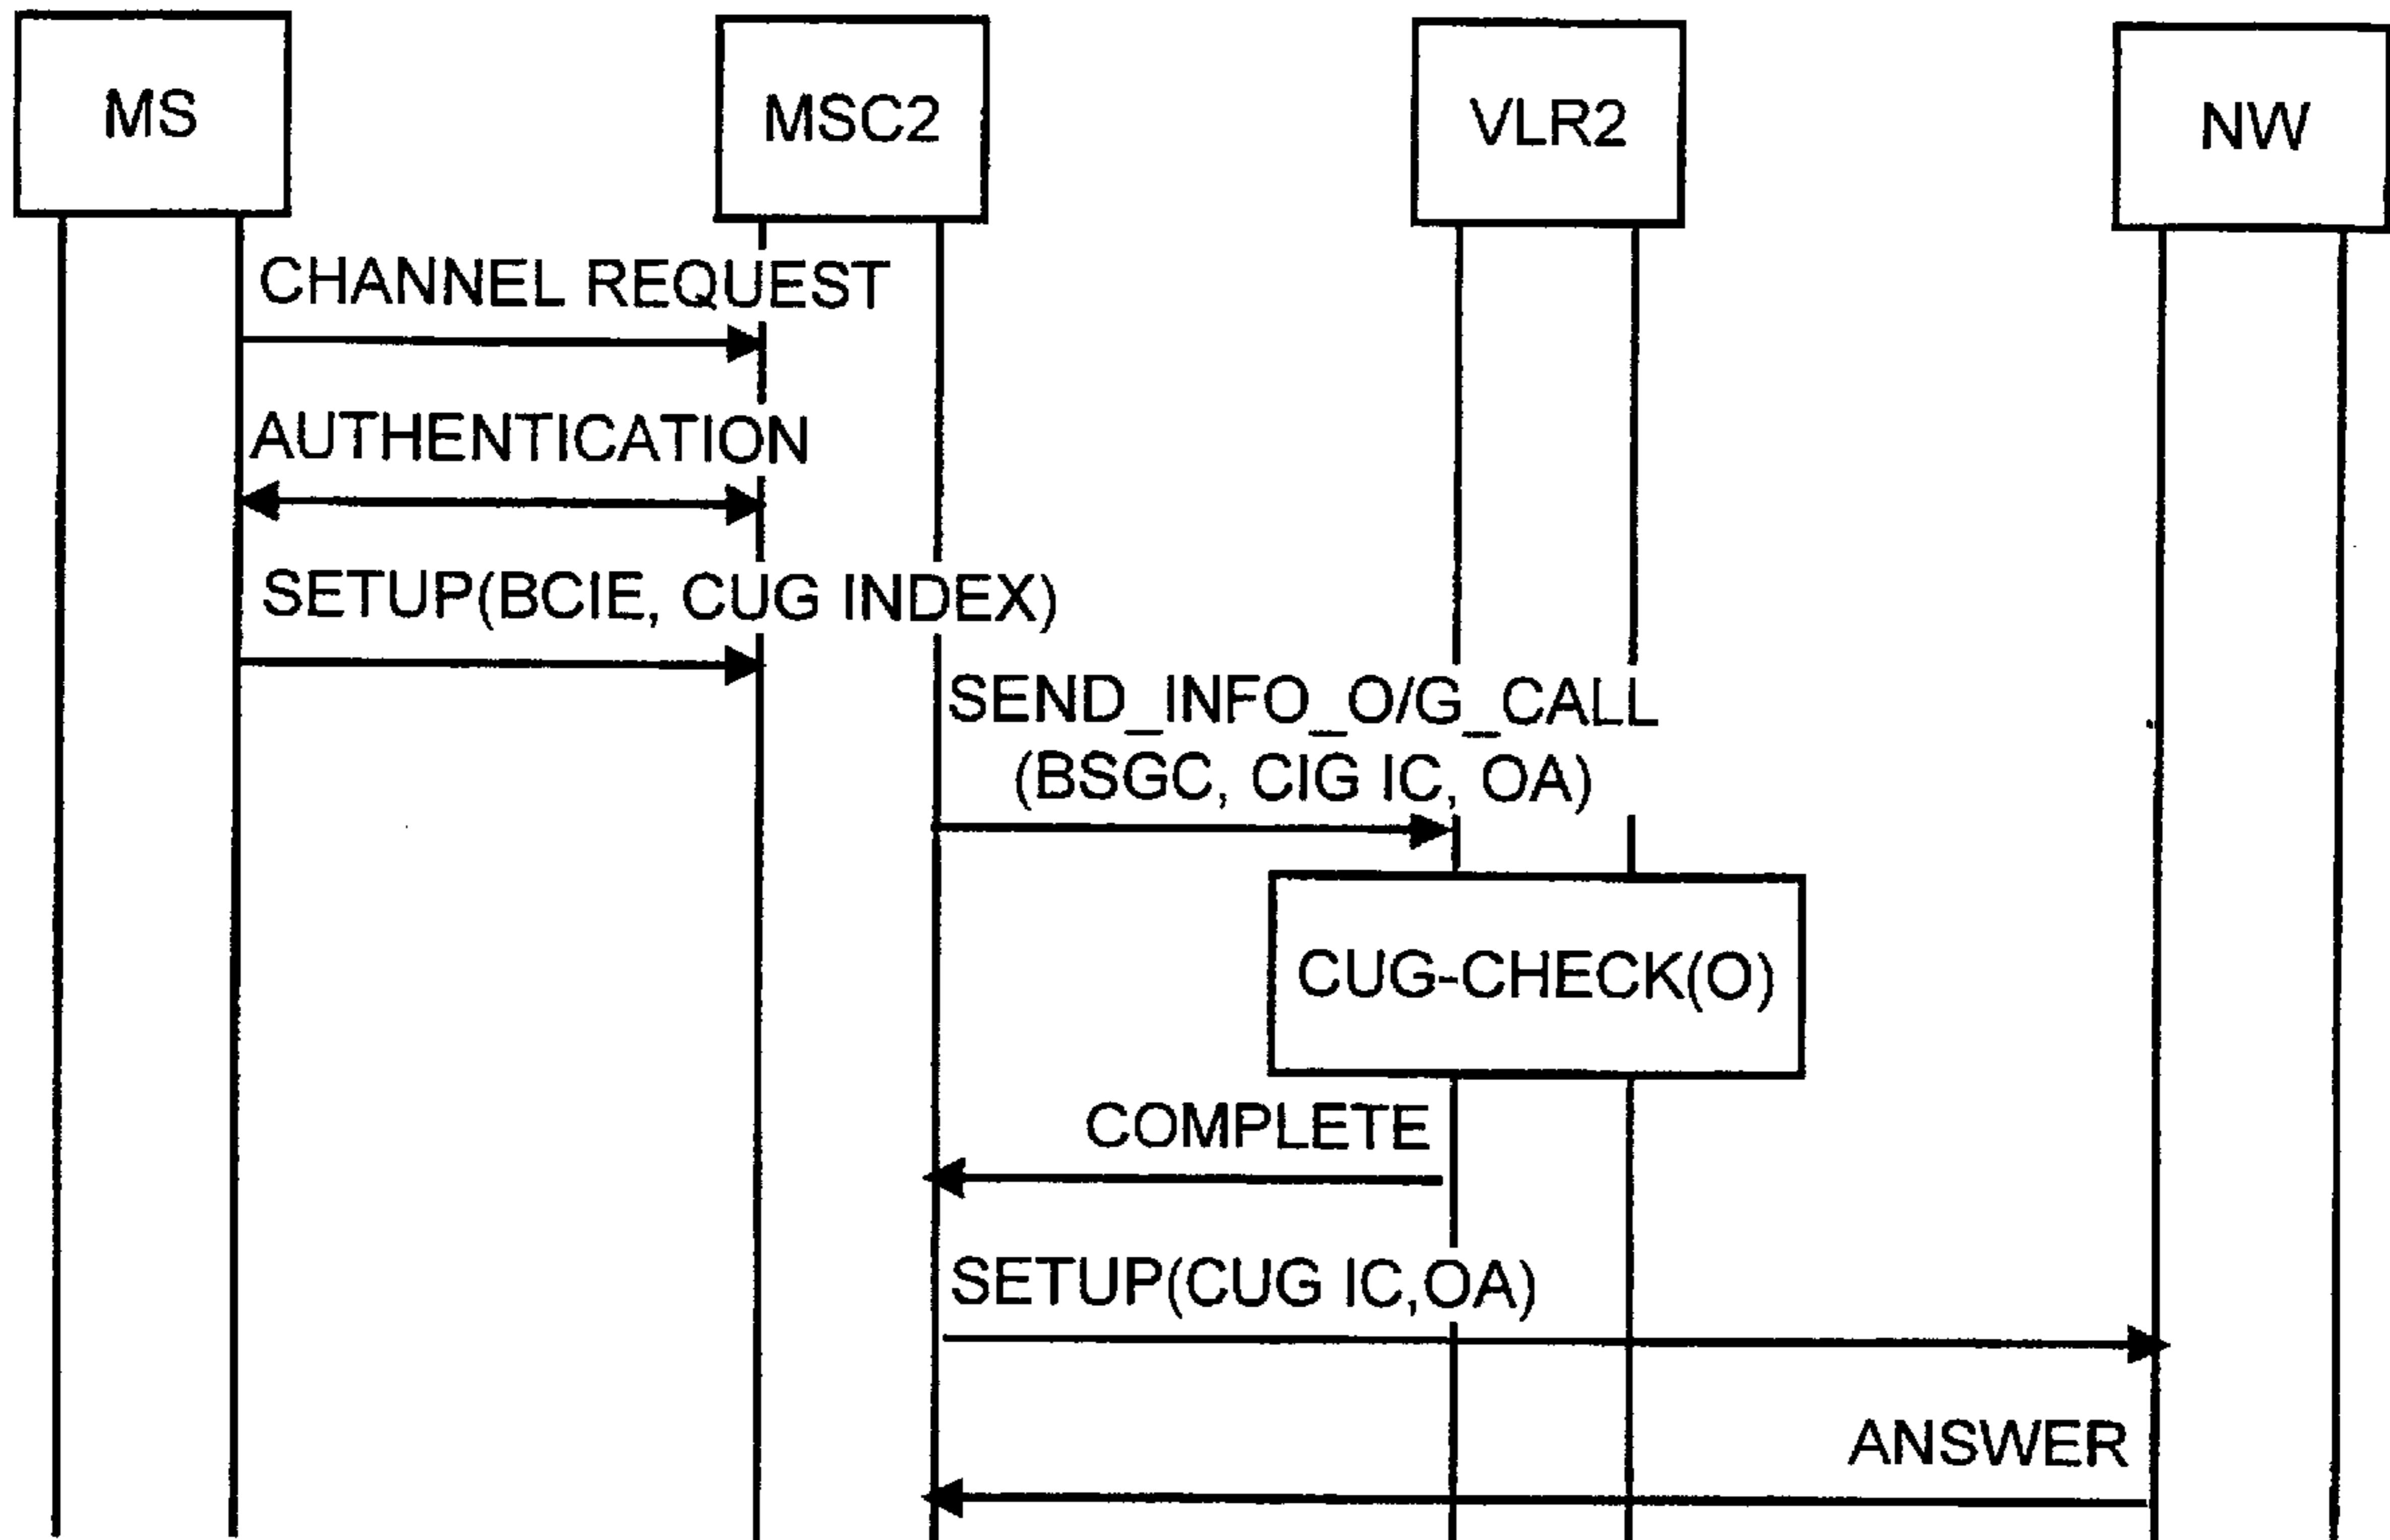 MS
MSC2
VLR2
NW
CHANNEL REQUEST
AUTHENTICATION
SETUP(BCIE, CUG INDEX)
SEND_INFO_O/G_CALL
(BSGC, CIG IC, OA)
CUG-CHECK(O)
COMPLETE
SETUP(CUG IC,OA)
ANSWER